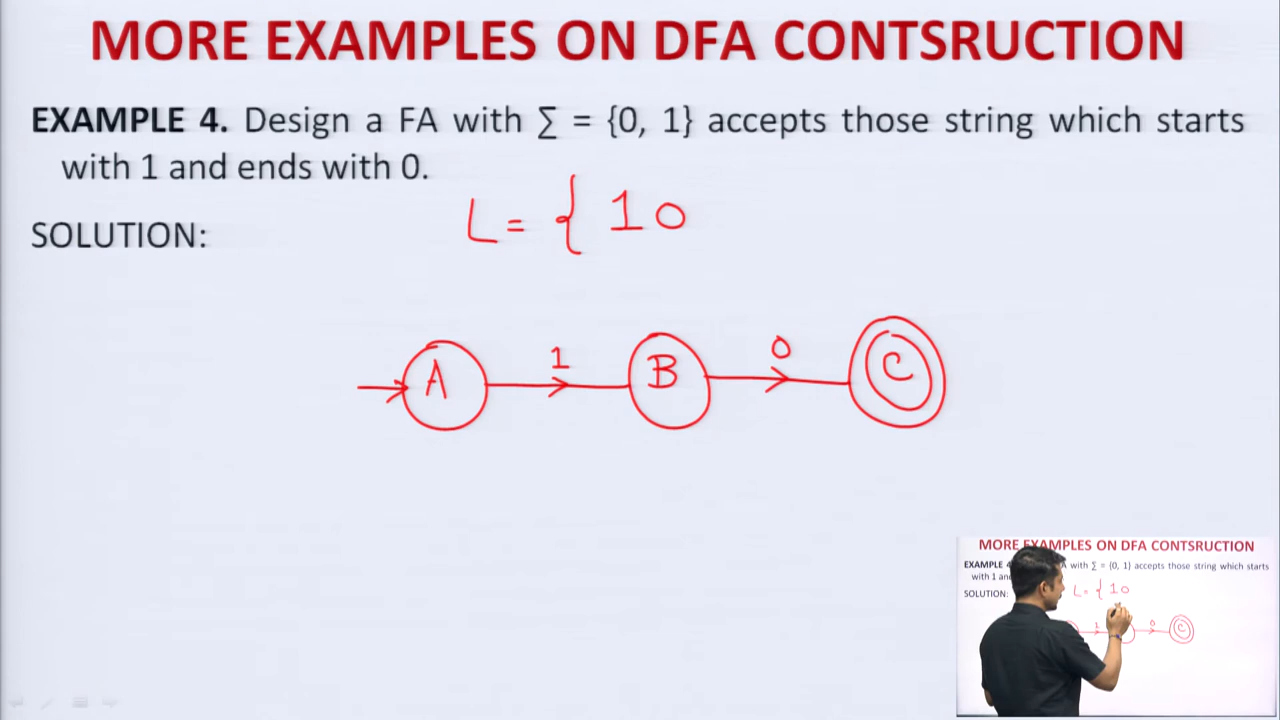 MORE EXAMPLES ON DFA CONTSRUCTION
EXAMPLE 4. Design a FA with ∑ = {0, 1} accepts those string which starts
with 1 and ends with 0.
SOLUTION:
L = { 1 0
A 1 B 0 C
MORE EXAMPLES ON DFA CONTSRUCTION
EXAMPLE 4 A with ∑ = {0, 1} accepts those string which starts
with 1 an
SOLUTION:
L = { 1 0
1 0 C